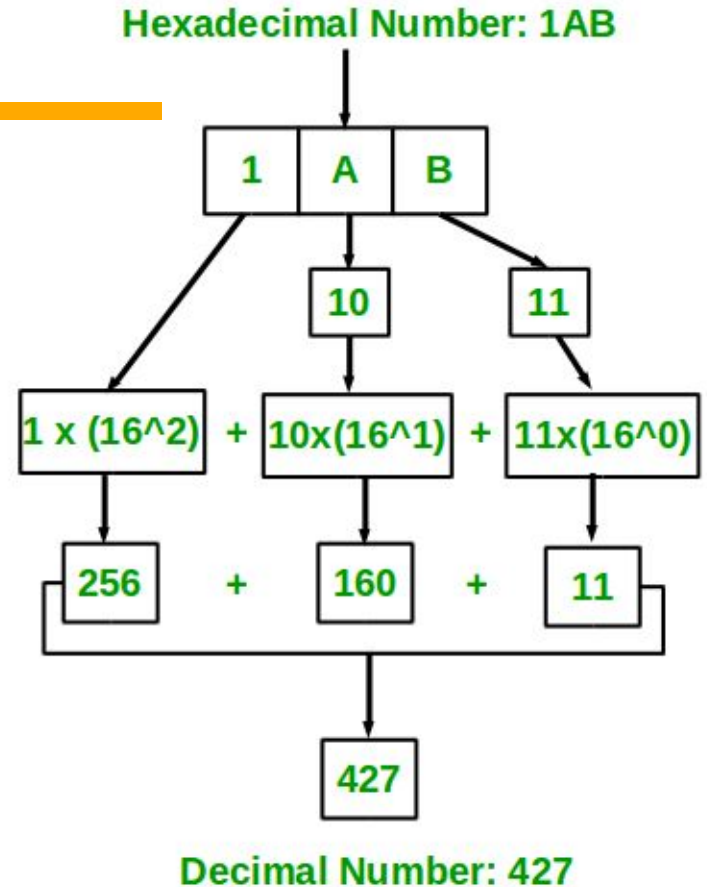 Hexadecimal Number: 1AB
1 A B
10 11
1 x (16^2) + 10x(16^1) + 11x(16^0)
256 + 160 + 11
427
Decimal Number: 427